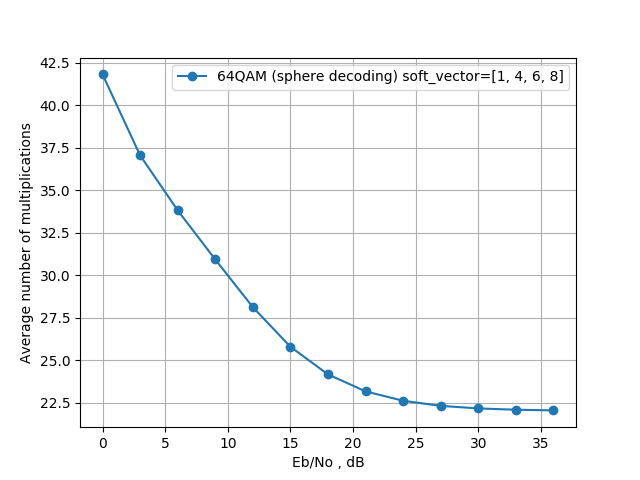 64QAM (sphere decoding) soft_vector=[1, 4, 6, 8]
Average number of multiplications
42.5
40.0
37.5
35.0
32.5
30.0
27.5
25.0
22.5
0 5 10 15 20 25 30 35
Eb/No , dB